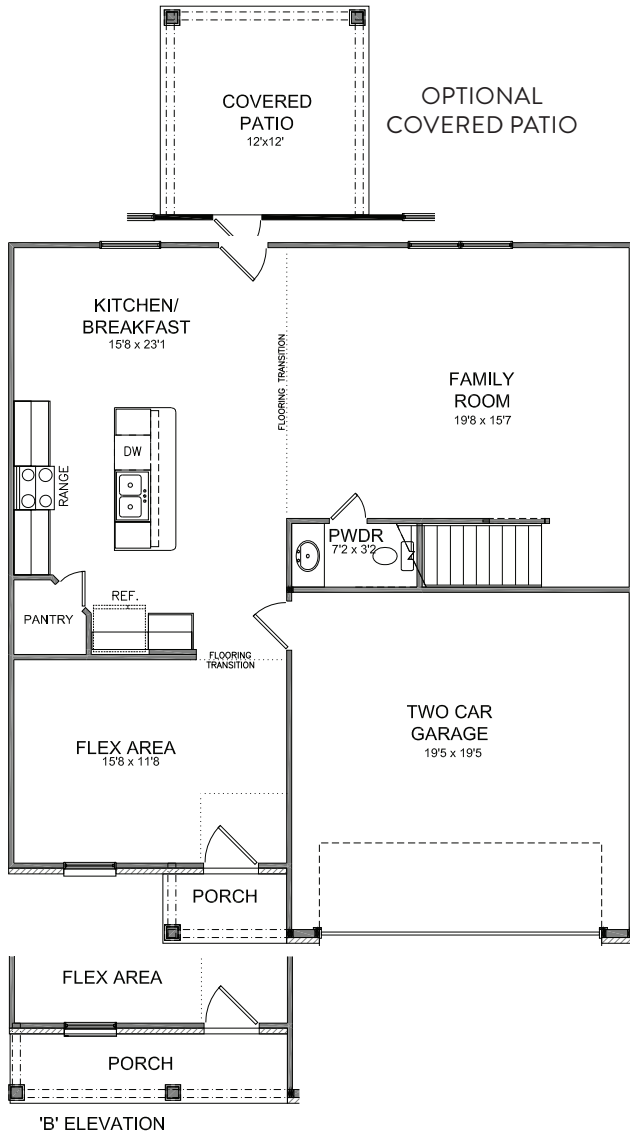 COVERED
PATIO
12'x12'
OPTIONAL
COVERED PATIO
KITCHEN/
BREAKFAST
15'8 x 23'1
FLOORING TRANSITION
FAMILY
ROOM
19'8 x 15'7
DW
RANGE
PWDR
7'2 x 3'2
REF.
PANTRY
FLOORING
TRANSITION
TWO CAR
GARAGE
19'5 x 19'5
FLEX AREA
15'8 x 11'8
PORCH
FLEX AREA
PORCH
'B' ELEVATION